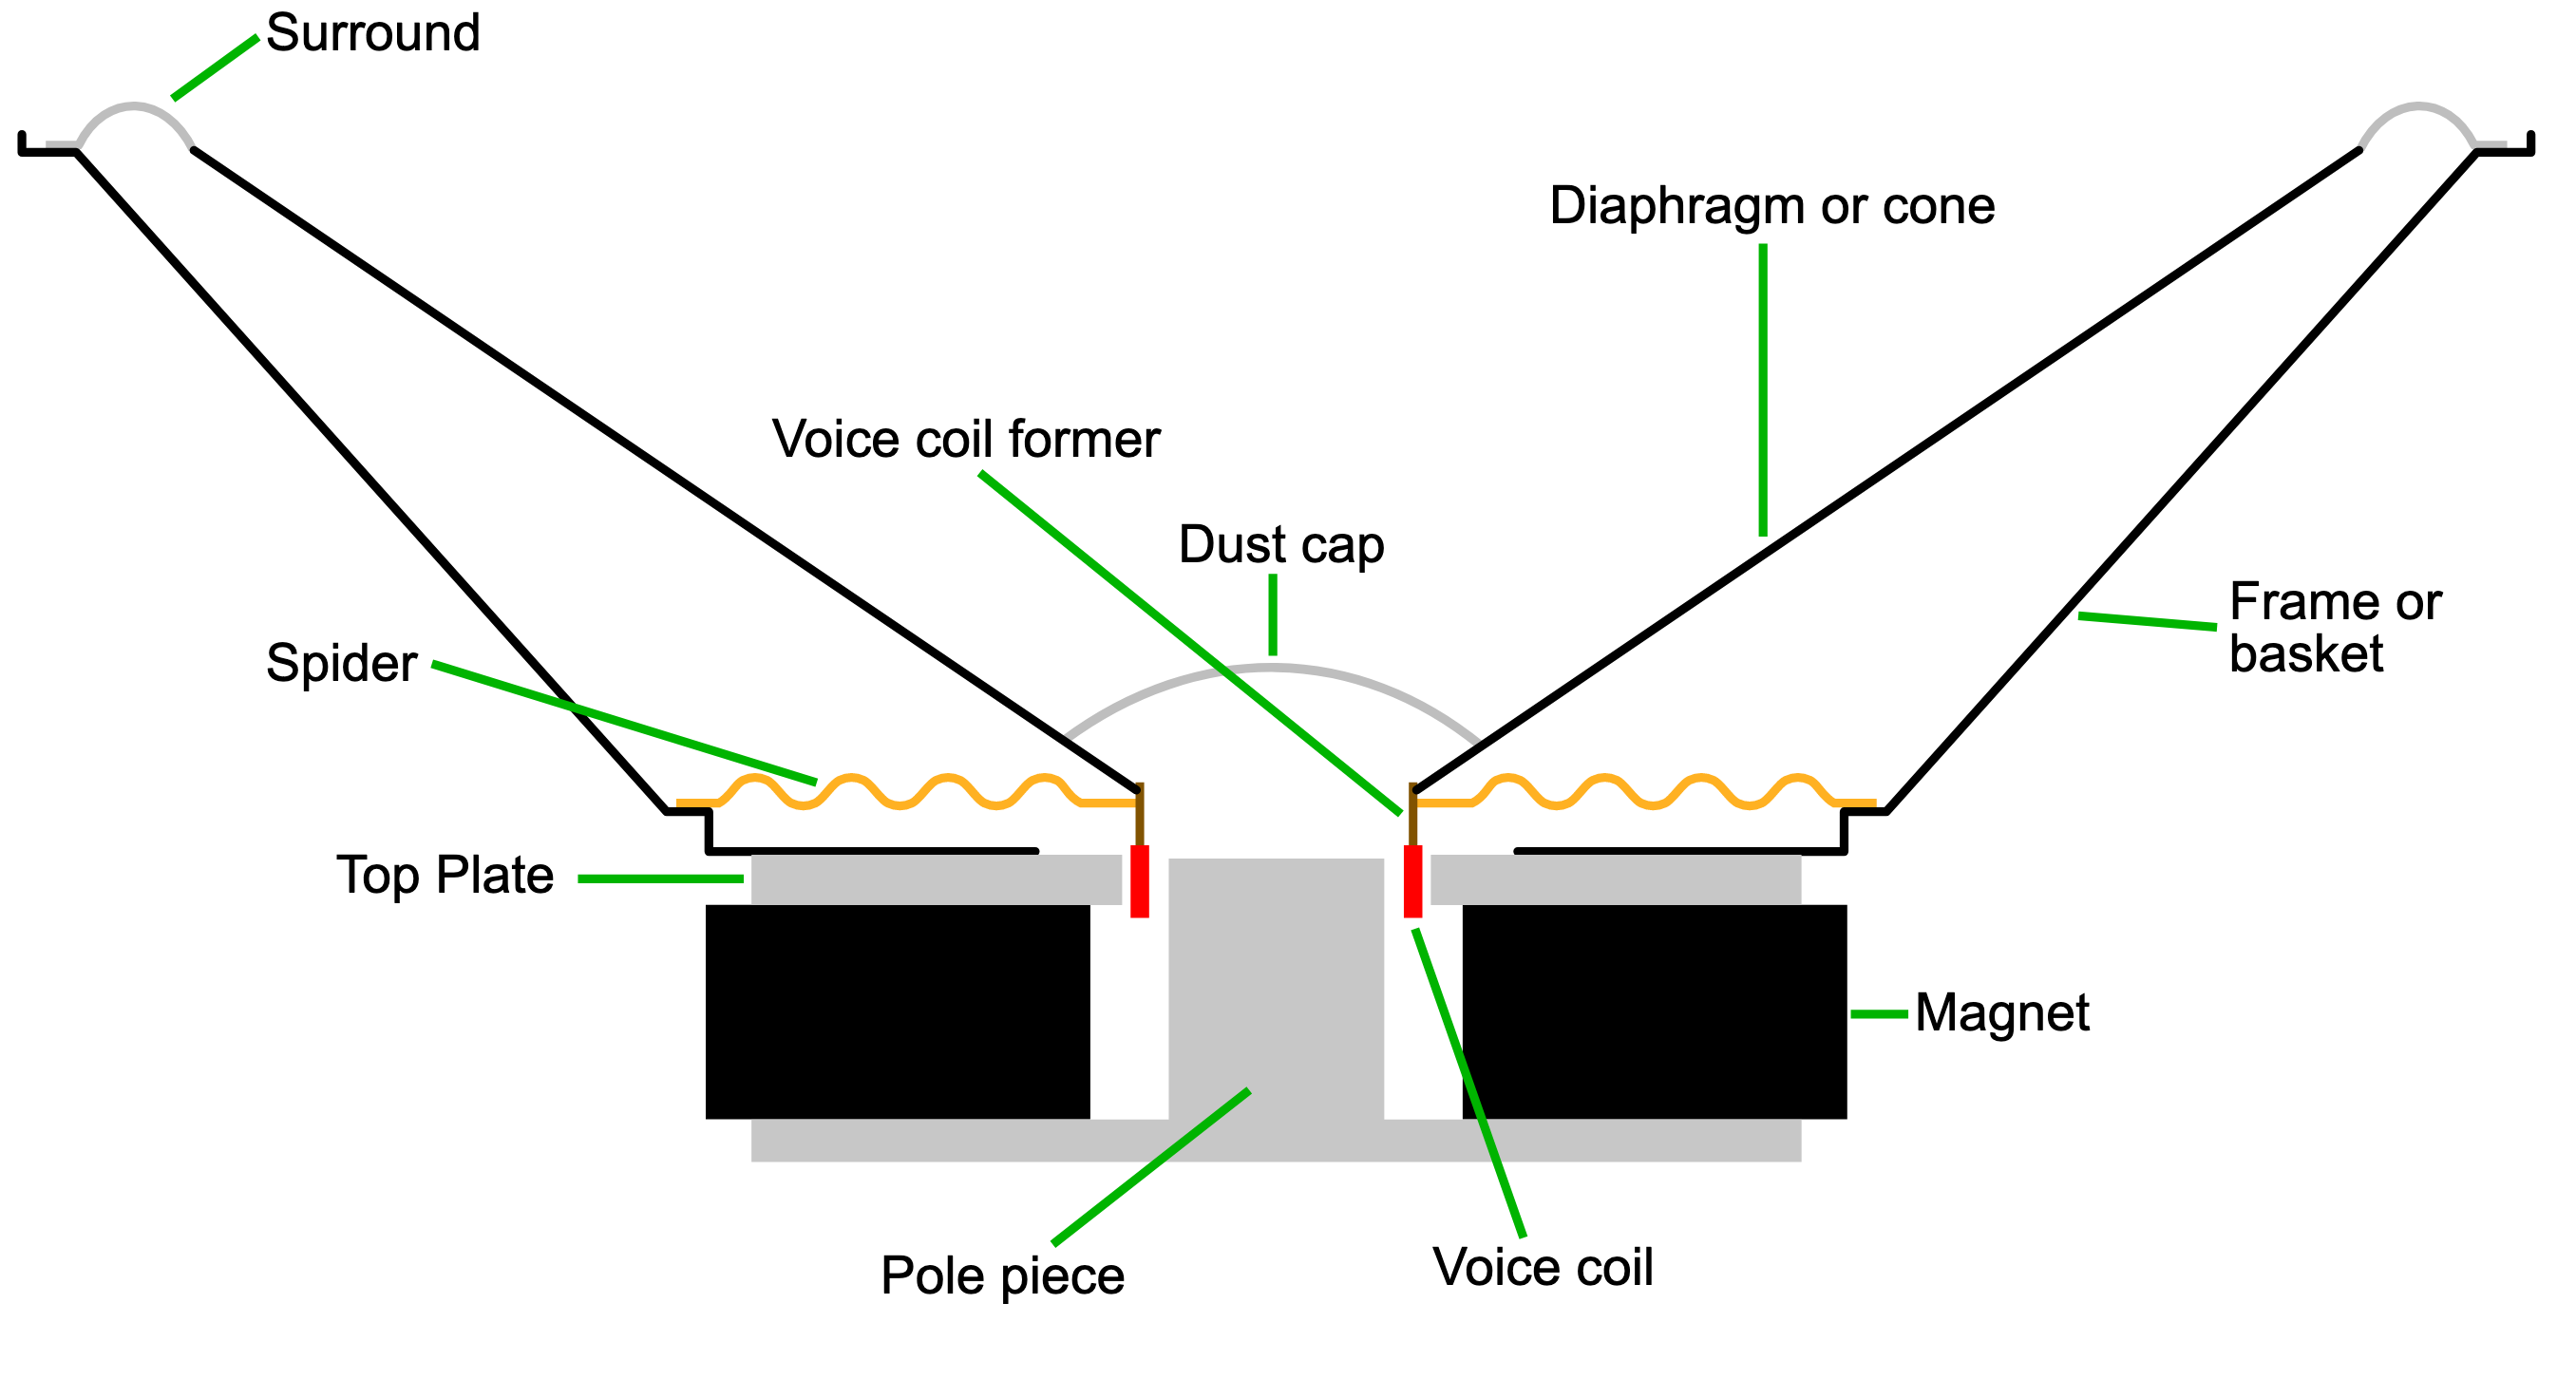 Surround
Diaphragm or cone
Voice coil former
Dust cap
Frame or
basket
Spider
Top Plate
Magnet
Pole piece
Voice coil